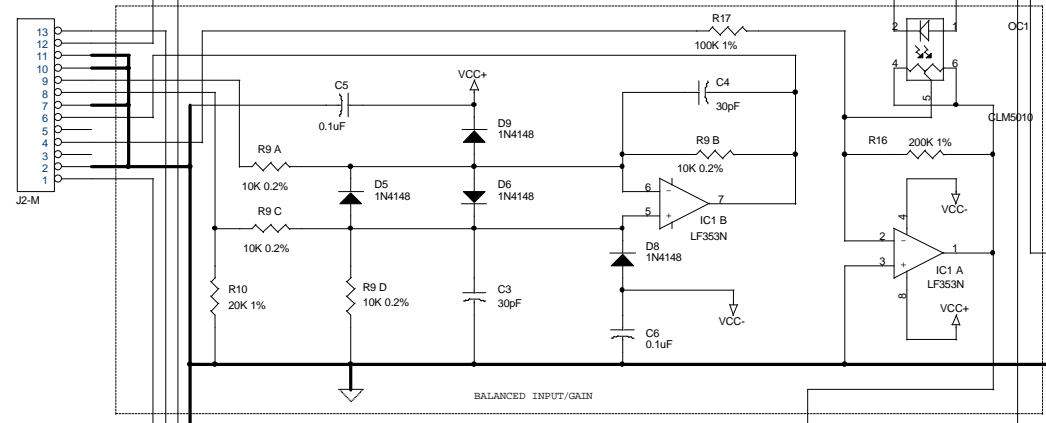 R17
100K 1%
2
1
OC1
4
6
5
CLM5010
13
12
11
10
9
8
7
6
5
4
3
2
1
J2-M
C5
0.1uF
VCC+
C4
30pF
D9
1N4148
R16
200K 1%
R9 A
10K 0.2%
R9 B
10K 0.2%
D5
1N4148
D6
1N4148
6
5
7
IC1 B
LF353N
4
VCC-
R9 C
10K 0.2%
D8
1N4148
2
3
1
IC1 A
LF353N
8
VCC+
R10
20K 1%
R9 D
10K 0.2%
C3
30pF
VCC-
C6
0.1uF
BALANCED INPUT/GAIN